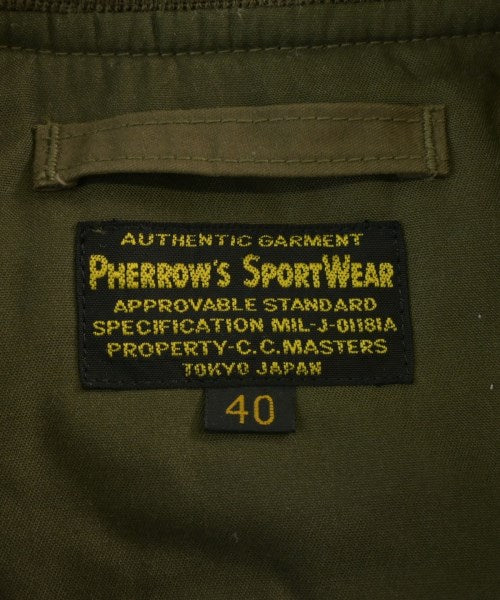 AUTHENTIC GARMENT
PHERROW'S SPORTWEAR
APPROVABLE STANDARD
SPECIFICATION MIL-J-01181A
PROPERTY-C.C.MASTERS
TOKYO JAPAN
40